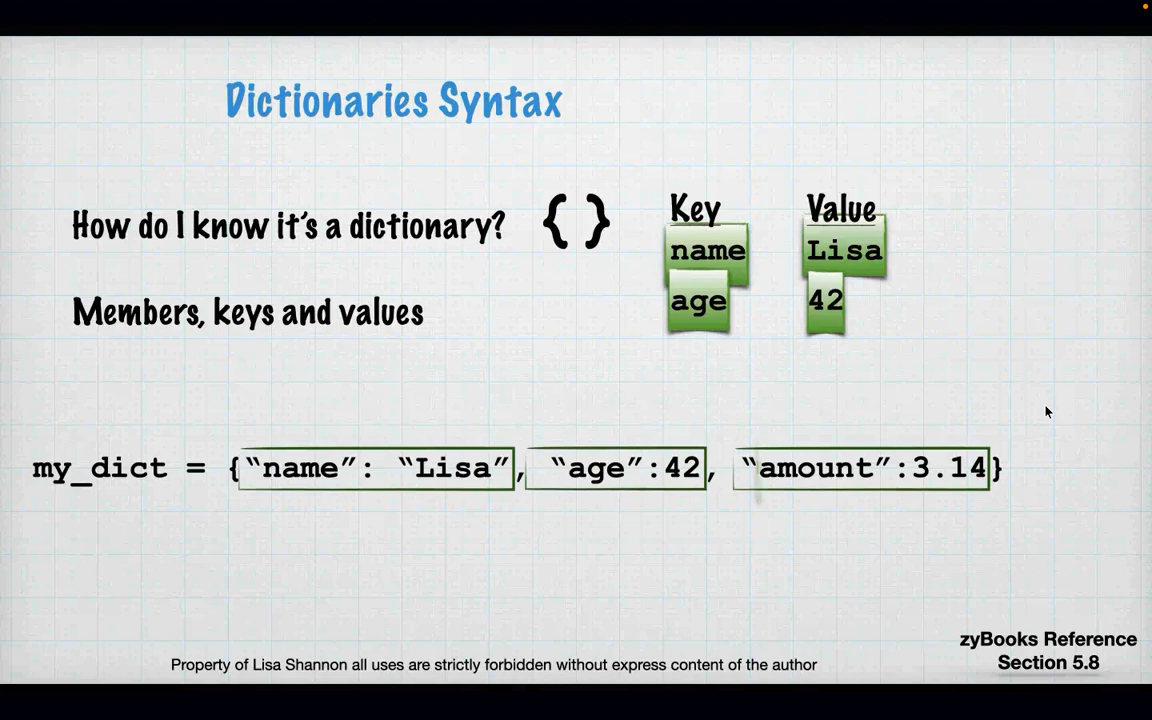 Dictionaries Syntax
How do I know it's a dictionary? { }
Key Value
name Lisa
age 42
Members, keys and values
my_dict = {“name”: “Lisa”, “age”:42, “amount”:3.14}
zyBooks Reference
Section 5.8
Property of Lisa Shannon all uses are strictly forbidden without express content of the author